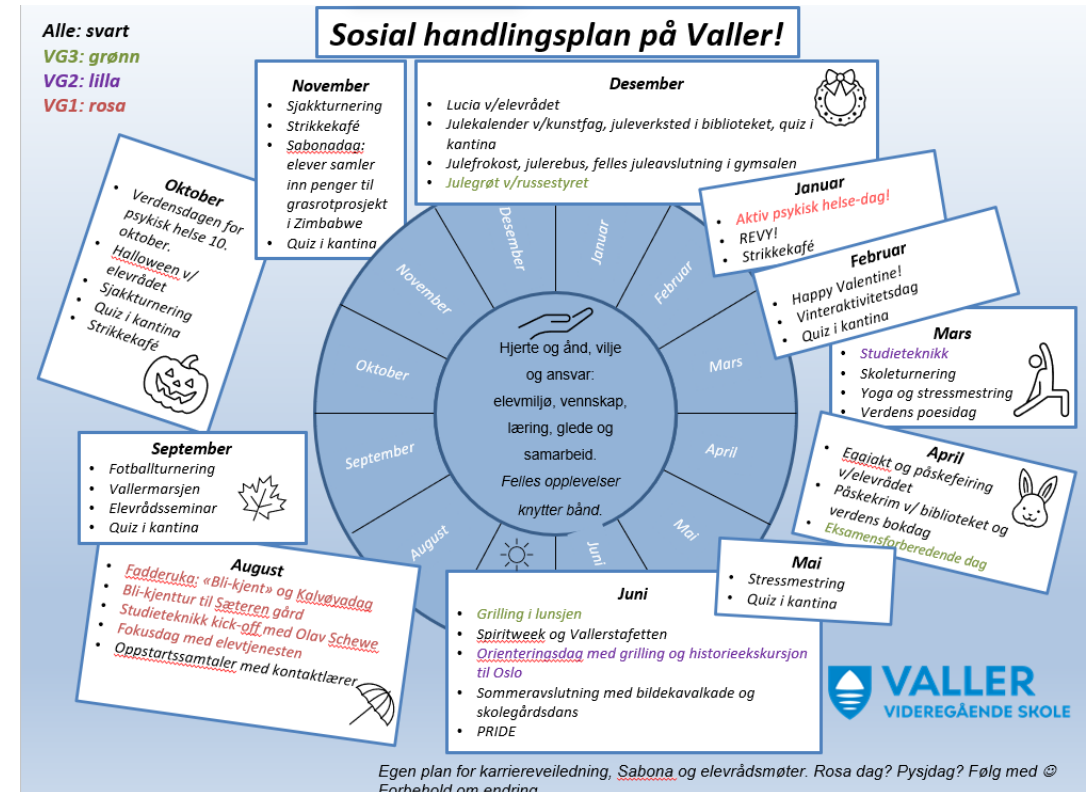 Sosial handlingsplan på Valler!
Alle: svart
VG3: grønn
VG2: lilla
VG1: rosa
November
• Sjakkturnering
• Strikkekafé
• Sabonadag:
elever samler
inn penger til
grasrotprosjekt
i Zimbabwe
• Quiz i kantina
Desember
• Lucia v/elevrådet
• Julekalender v/kunstfag, juleverksted i biblioteket, quiz i
kantina
• Julefrokost, julerebus, felles juleavslutning i gymsalen
• Julegrøt v/russestyret
Januar
• Aktiv psykisk helse-dag!
• REVY!
• Strikkekafé
Februar
• Happy Valentine!
• Vinteraktivitetsdag
• Quiz i kantina
Mars
• Studieteknikk
• Skoleturnering
• Yoga og stressmestring
• Verdens poesidag
April
• Eggjakt og påskefeiring
v/elevrådet
• Påskekrim v/ biblioteket og
verdens bokdag
• Eksamensforberedende dag
Mai
• Stressmestring
• Quiz i kantina
Juni
• Grilling i lunsjen
• Spiritweek og Vallerstafetten
• Orienteringsdag med grilling og historieekskursjon
til Oslo
• Sommeravslutning med bildekavalkade og
skolegårdsdans
• PRIDE
August
• Fadderuka: «Bli-kjent» og Kalvøyadag
• Bli-kjenttur til Sæteren gård
• Studieteknikk kick-off med Olav Schewe
• Fokusdag med elevtjenesten
• Oppstartssamtaler med kontaktlærer
September
• Fotballturnering
• Vallermarsjen
• Elevrådsseminar
• Quiz i kantina
Oktober
• Verdensdagen for
psykisk helse 10.
oktober.
• Halloween v/
elevrådet
• Sjakkturnering
• Quiz i kantina
• Strikkekafé
Desember
Januar
Februar
Mars
April
Mai
Juni
August
September
Oktober
November
Hjerte og ånd, vilje
og ansvar:
elevmiljø, vennskap,
læring, glede og
samarbeid.
Felles opplevelser
knytter bånd.
VALLER
VIDEREGÅENDE SKOLE
Egen plan for karriereveiledning, Sabona og elevrådsmøter. Rosa dag? Pysjdag? Følg med ☺
Forbehold om endring